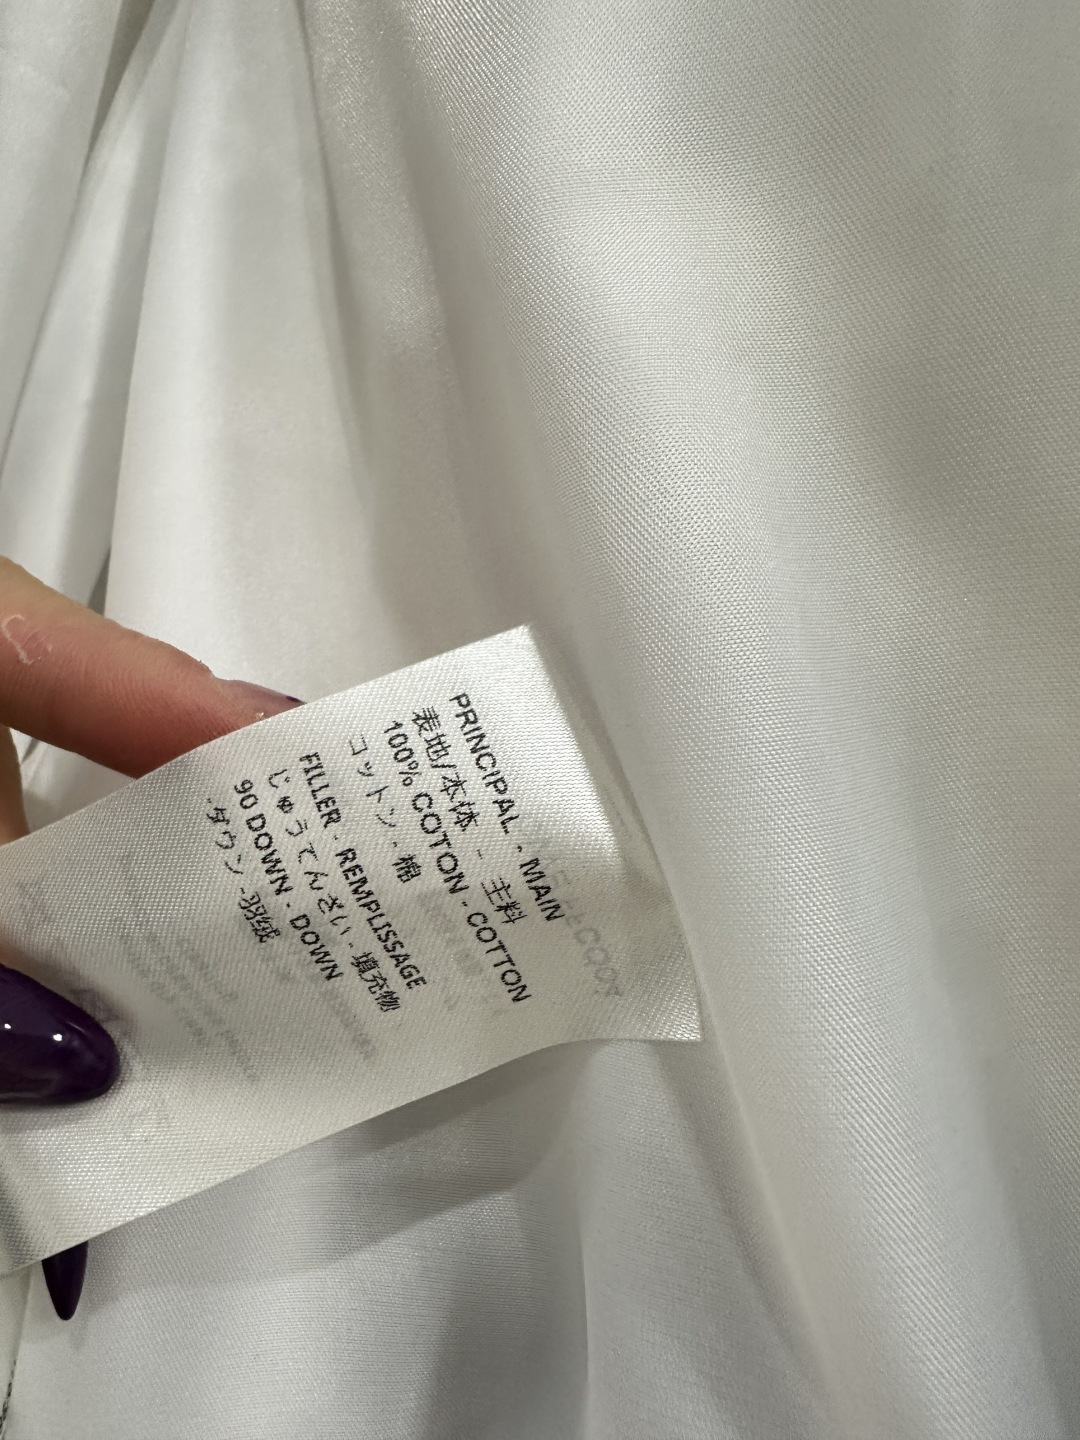 PRINCIPAL - MAIN
表地/本体 - 主料
100% COTON - COTTON
コットン - 棉
FILLER - REMPLISSAGE
じゅうてんざい - 填充物
90 DOWN - DOWN
ダウン - 羽绒